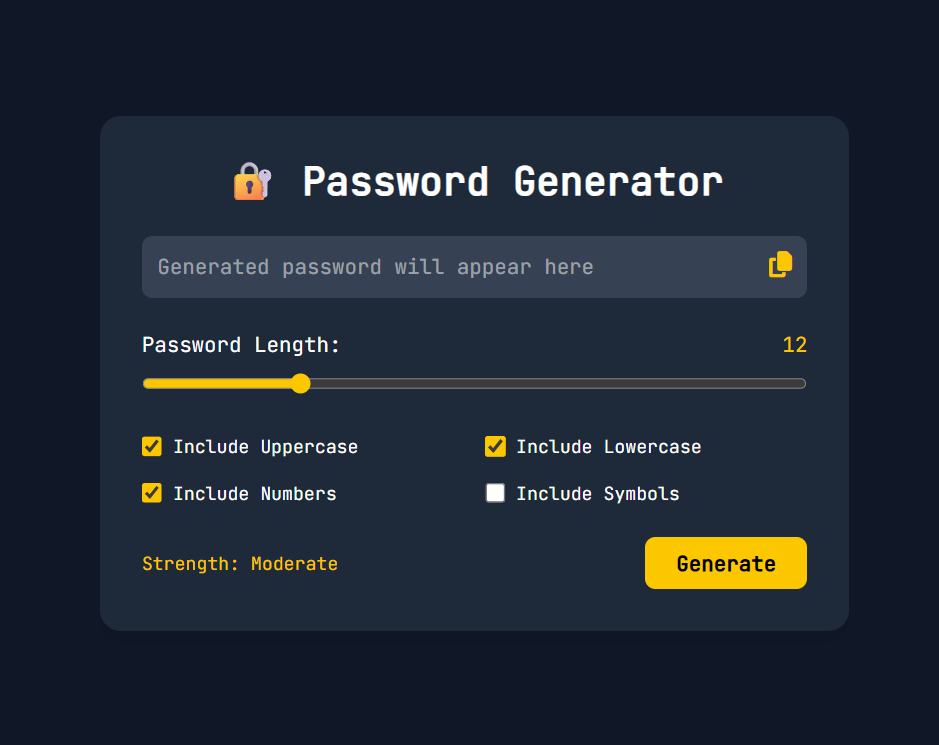 Password Generator
Generated password will appear here
Password Length: 12
Include Uppercase Include Lowercase
Include Numbers Include Symbols
Strength: Moderate Generate